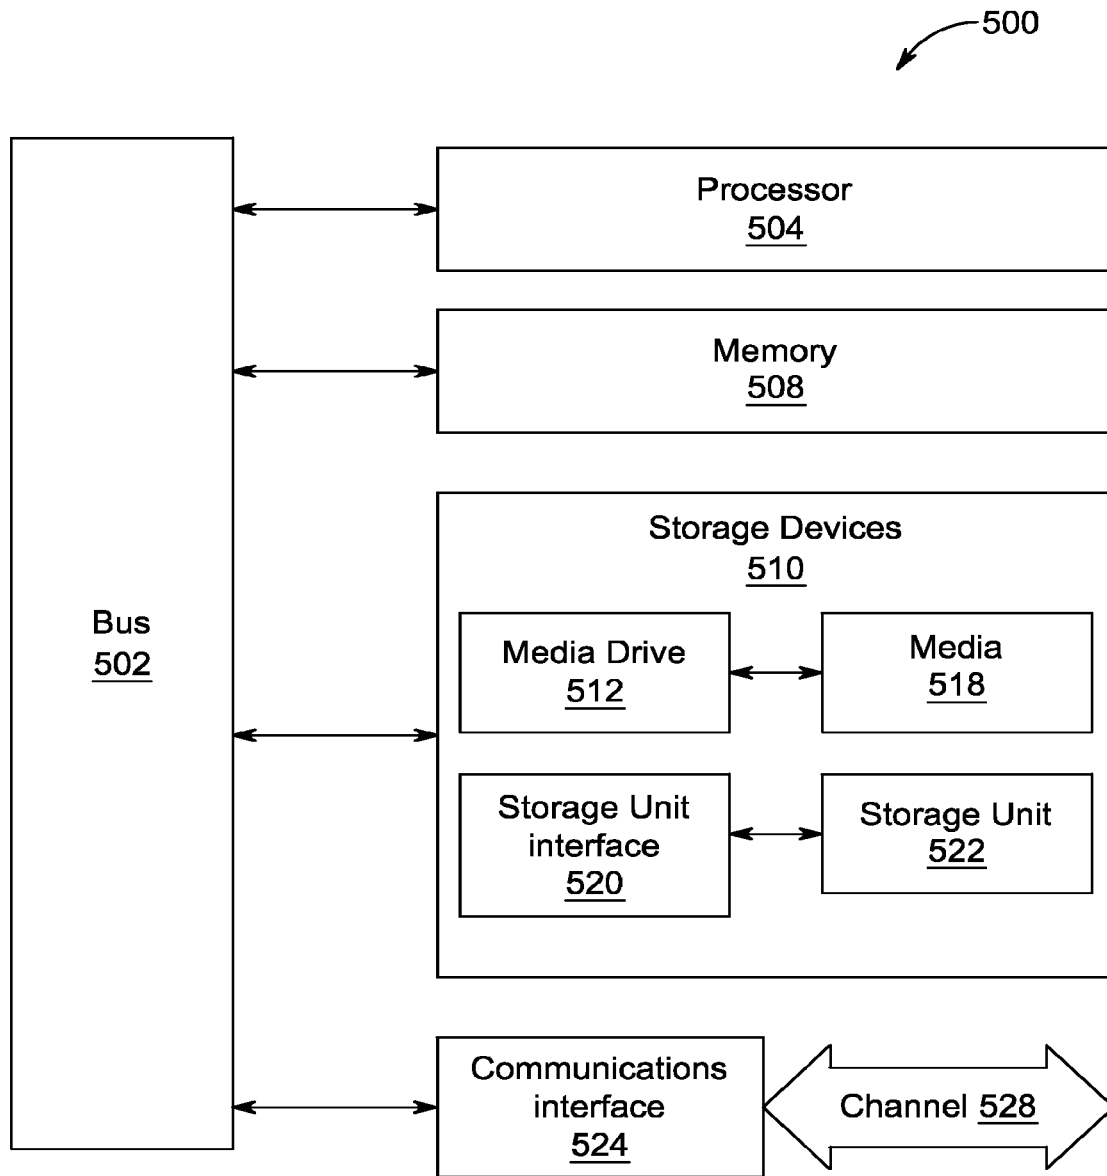 500
Processor
504
Memory
508
Storage Devices
510
Bus
502
Media Drive
512
Media
518
Storage Unit
interface
520
Storage Unit
522
Communications
interface
524
Channel 528